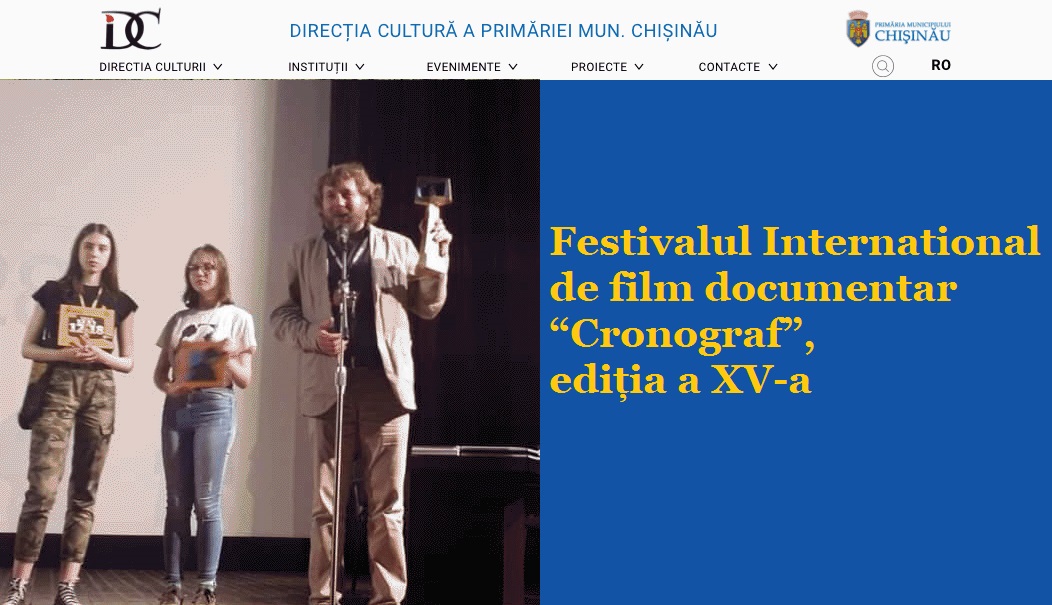 DIRECȚIA CULTURĂ A PRIMĂRIEI MUN. CHIȘINĂU
PRIMĂRIA MUNICIPIULUI
CHIȘINĂU
DIRECTIA CULTURII
INSTITUȚII
EVENIMENTE
PROIECTE
CONTACTE
RO
Festivalul International
de film documentar
“Cronograf”,
ediția a XV-a